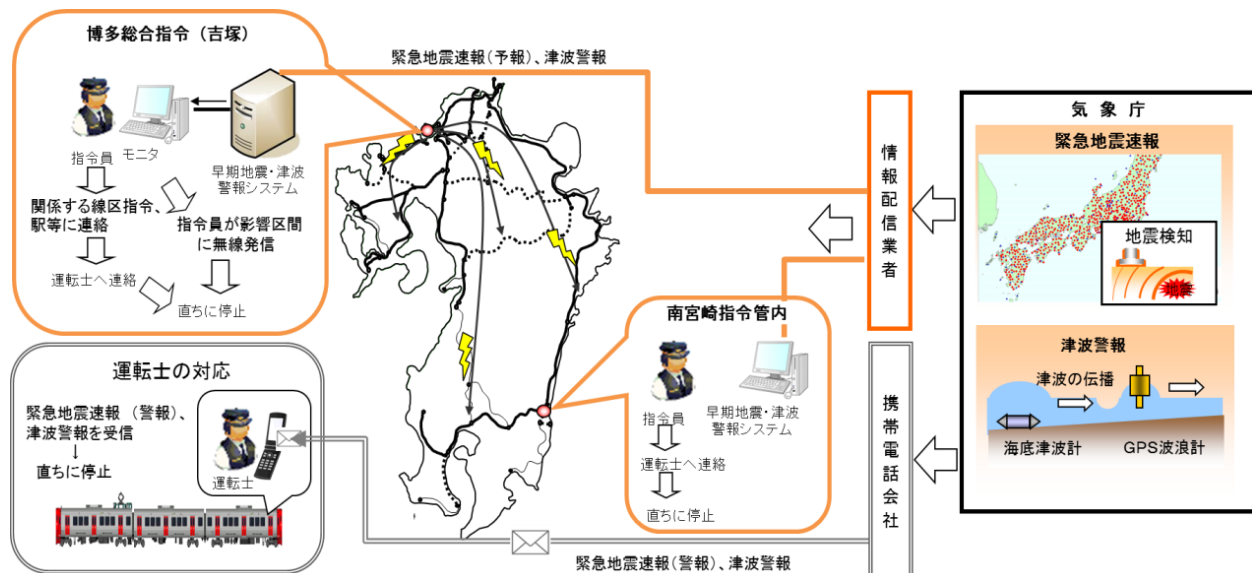 博多総合指令（吉塚）
指令員
モニタ
早期地震・津波
警報システム
関係する線区指令、
駅等に連絡
指令員が影響区間
に無線発信
運転士へ連絡
直ちに停止
緊急地震速報(予報)、津波警報
情報配信業者
気象庁
緊急地震速報
地震検知
地震
津波警報
津波の伝播
海底津波計
GPS波浪計
南宮崎指令管内
指令員
早期地震・津波
警報システム
運転士へ連絡
直ちに停止
携帯電話会社
運転士の対応
緊急地震速報 （警報）、
津波警報を受信
↓
直ちに停止
運転士
緊急地震速報(警報)、津波警報